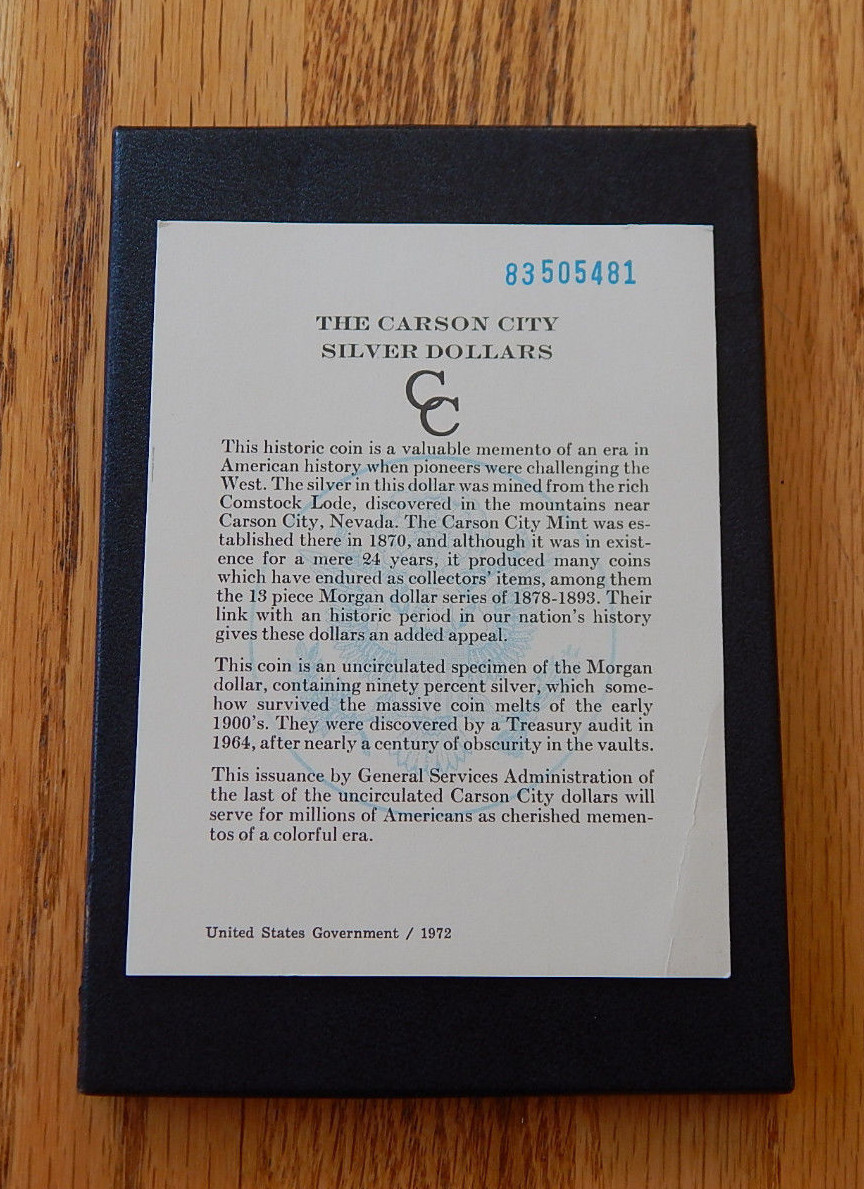 83505481
THE CARSON CITY
SILVER DOLLARS
CC
This historic coin is a valuable memento of an era in
American history when pioneers were challenging the
West. The silver in this dollar was mined from the rich
Comstock Lode, discovered in the mountains near
Carson City, Nevada. The Carson City Mint was es-
tablished there in 1870, and although it was in exist-
ence for a mere 24 years, it produced many coins
which have endured as collectors' items, among them
the 13 piece Morgan dollar series of 1878-1893. Their
link with an historic period in our nation's history
gives these dollars an added appeal.
This coin is an uncirculated specimen of the Morgan
dollar, containing ninety percent silver, which some-
how survived the massive coin melts of the early
1900's. They were discovered by a Treasury audit in
1964, after nearly a century of obscurity in the vaults.
This issuance by General Services Administration of
the last of the uncirculated Carson City dollars will
serve for millions of Americans as cherished memen-
tos of a colorful era.
United States Government / 1972